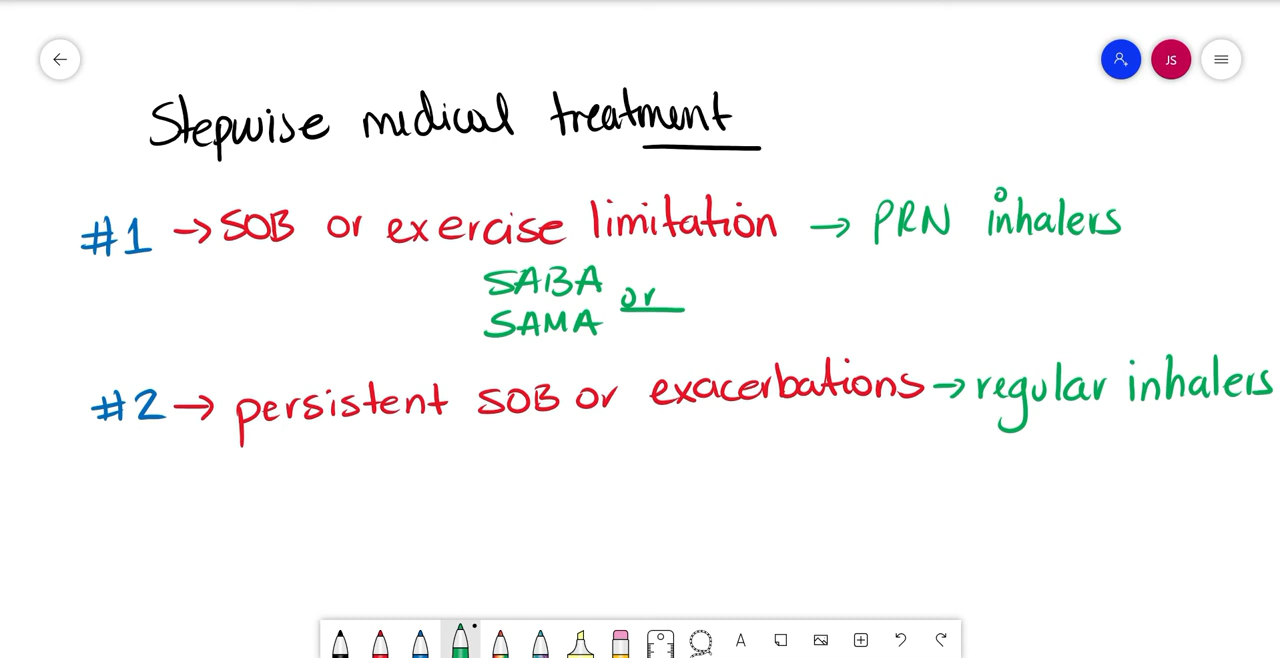 JS
Stepwise medical treatment
#1 → SOB or exercise limitation → PRN inhalers
SABA or
SAMA
#2 → persistent SOB or exacerbations → regular inhalers
A